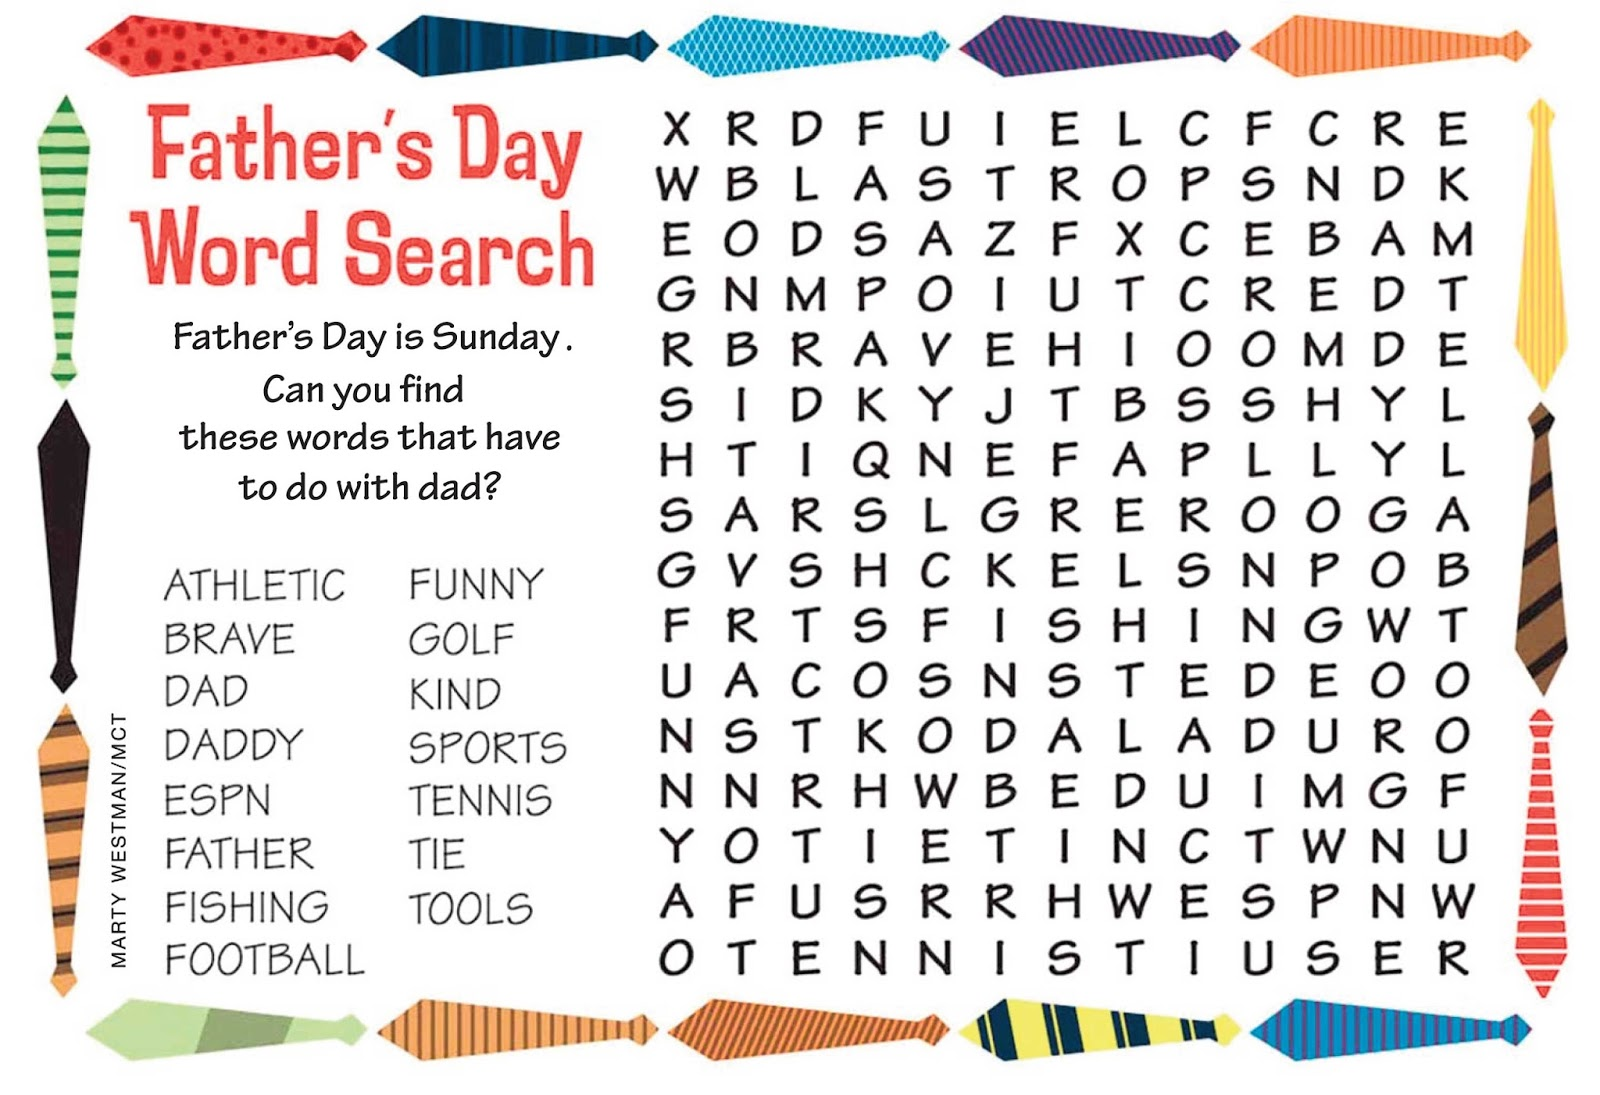 Father's Day
Word Search
Father's Day is Sunday.
Can you find
these words that have
to do with dad?
ATHLETIC
BRAVE
DAD
DADDY
ESPN
FATHER
FISHING
FOOTBALL
FUNNY
GOLF
KIND
SPORTS
TENNIS
TIE
TOOLS
MARTY WESTMAN/MCT
X R D F U I E L C F C R E
W B L A S T R O P S N D K
E O D S A Z F X C E B A M
G N M P O I U T C R E D T
R B R A V E H I O O M D E
S I D K Y J T B S S H Y L
H T I Q N E F A P L L Y L
S A R S L G R E R O O G A
G V S H C K E L S N P O B
F R T S F I S H I N G W T
U A C O S N S T E D E O O
N S T K O D A L A D U R O
N N R H W B E D U I M G F
Y O T I E T I N C T W N U
A F U S R R H W E S P N W
O T E N N I S T I U S E R